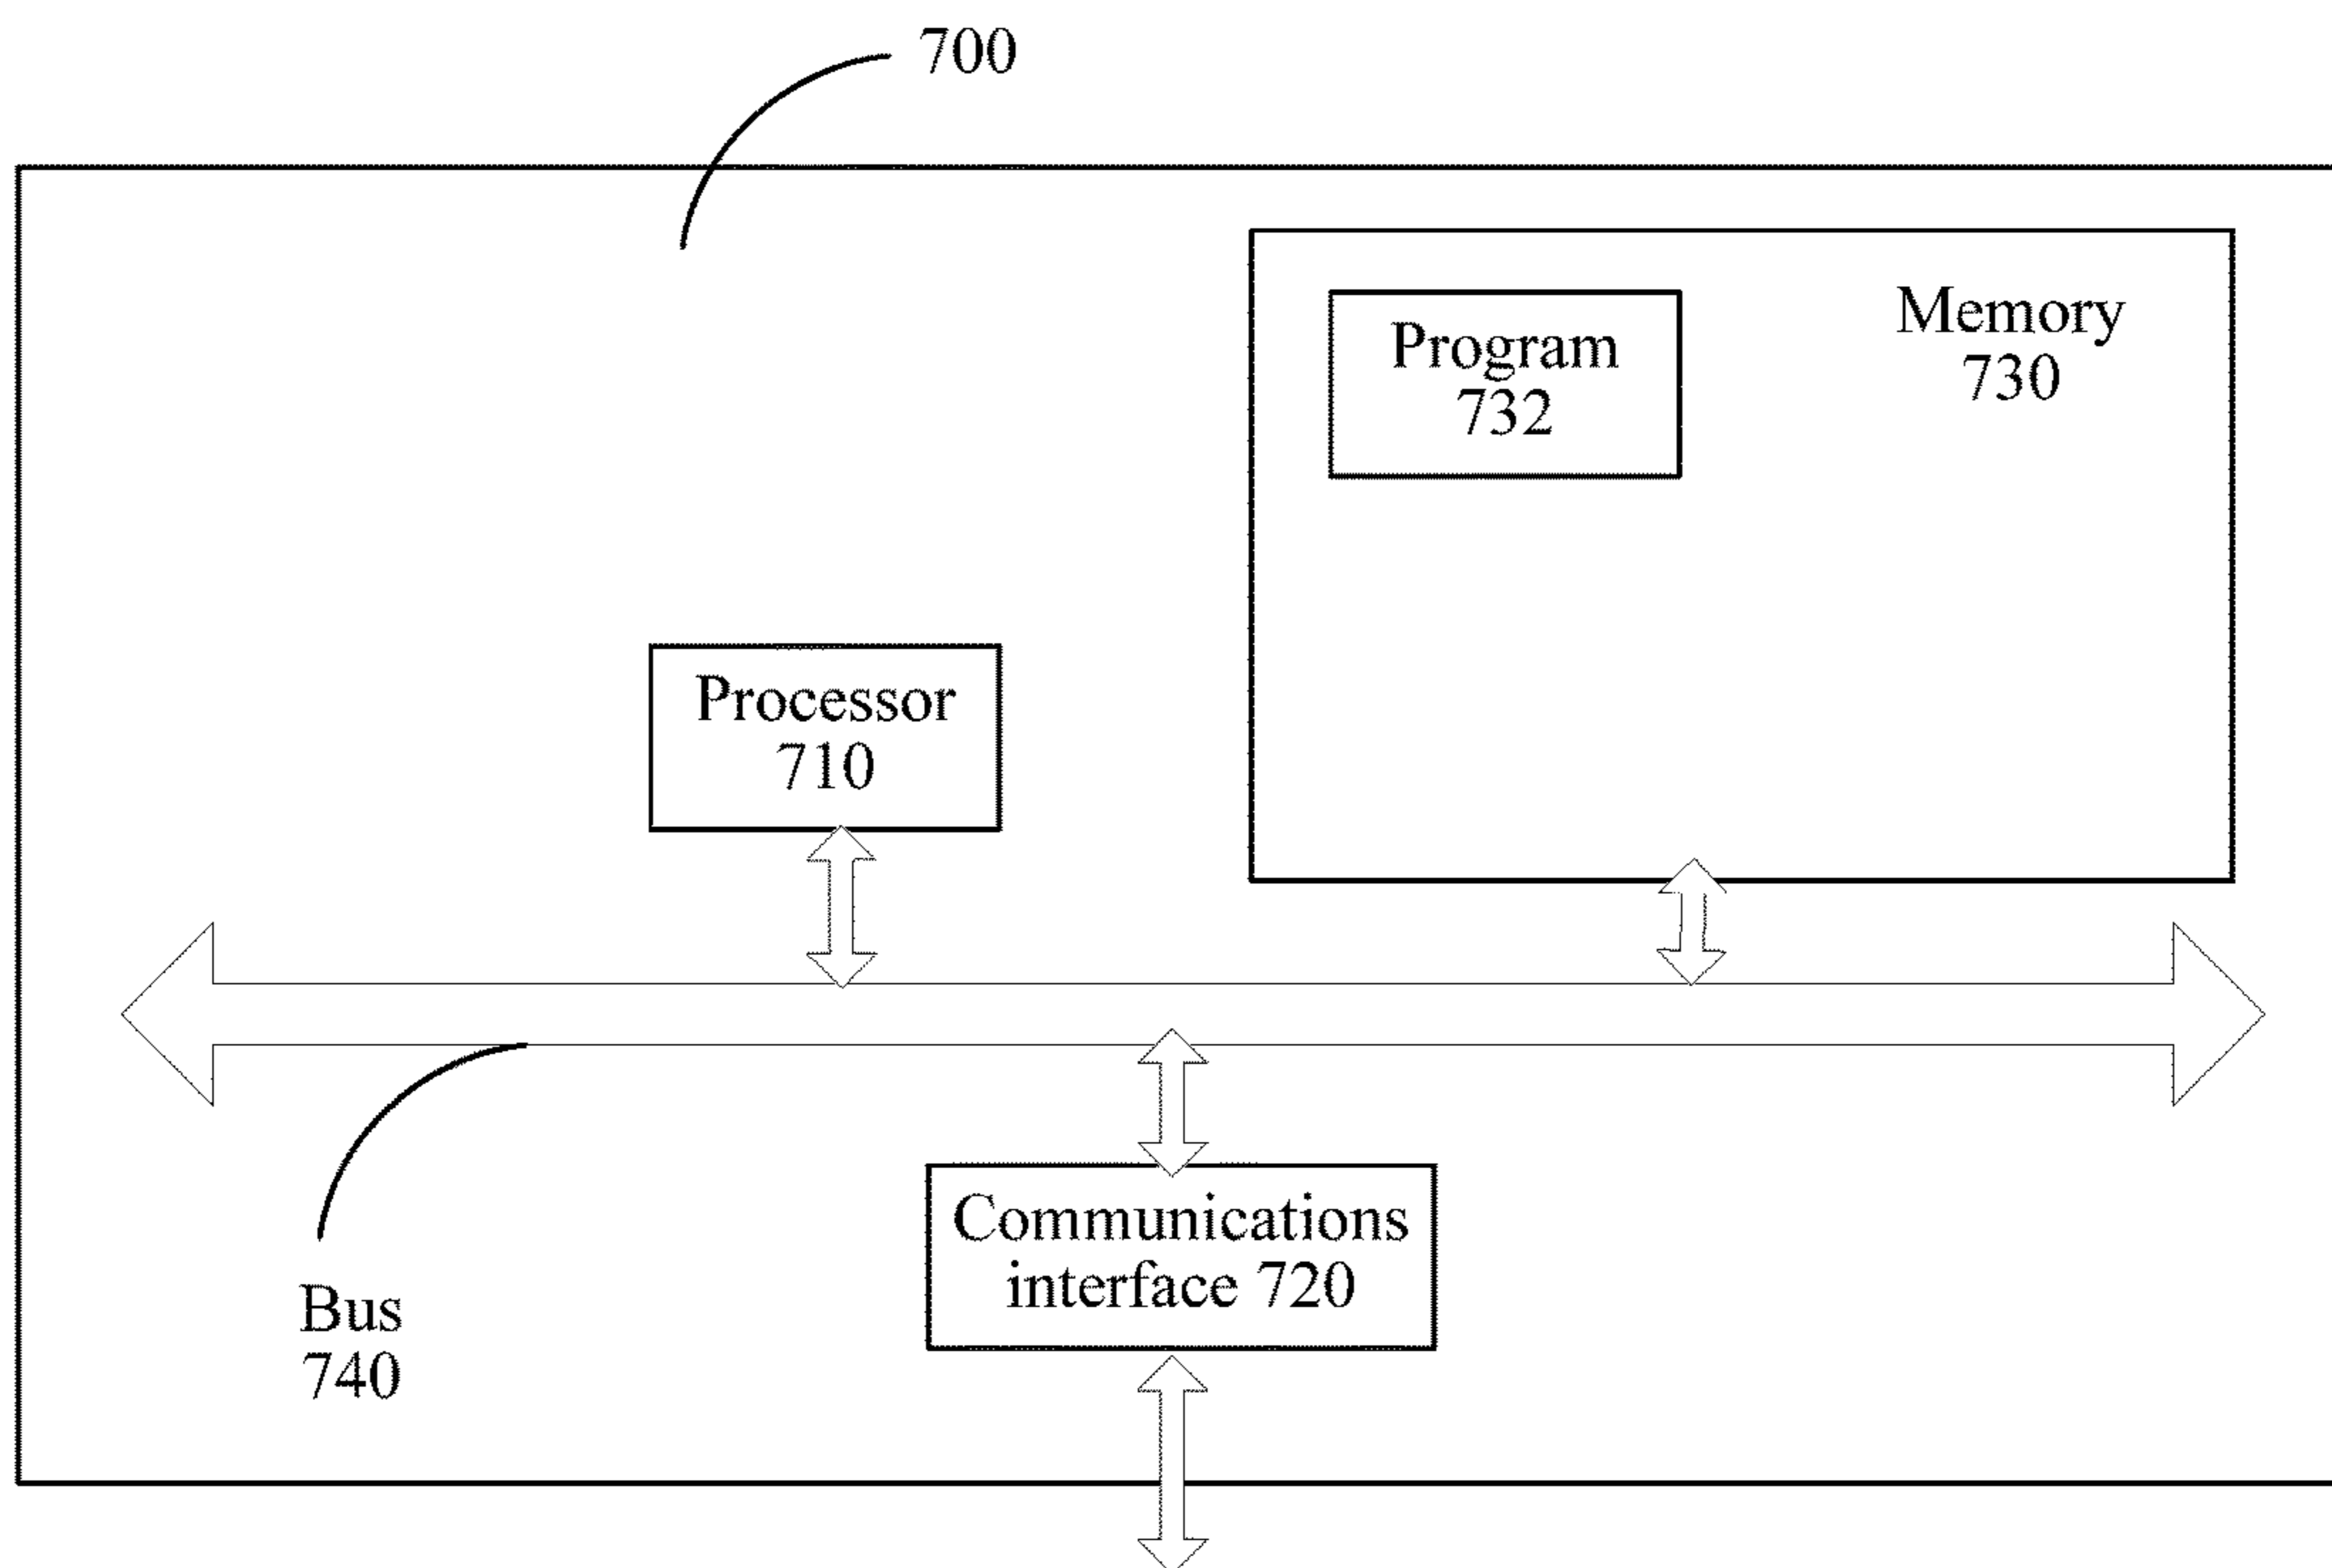 700
Memory
730
Program
732
Processor
710
Communications
interface 720
Bus
740